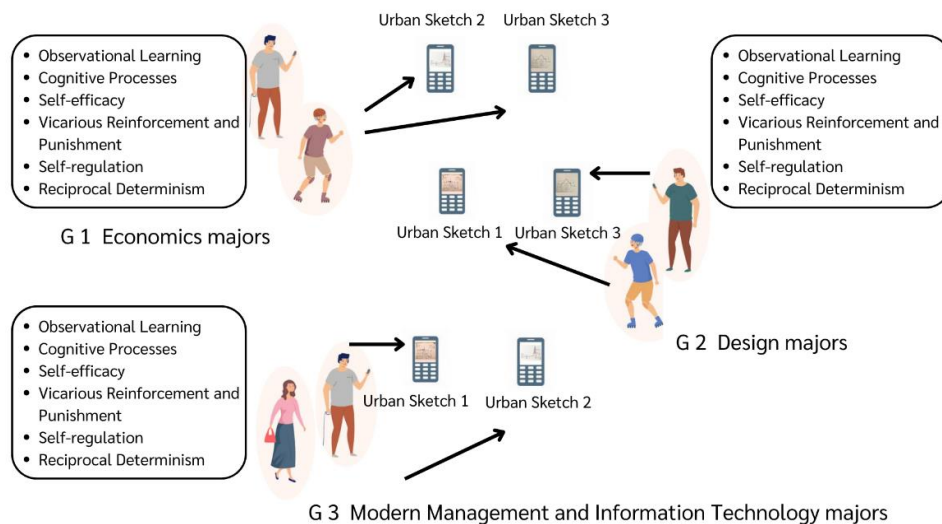 Urban Sketch 2
Urban Sketch 3
• Observational Learning
• Cognitive Processes
• Self-efficacy
• Vicarious Reinforcement and
Punishment
• Self-regulation
• Reciprocal Determinism
G 1 Economics majors
• Observational Learning
• Cognitive Processes
• Self-efficacy
• Vicarious Reinforcement and
Punishment
• Self-regulation
• Reciprocal Determinism
Urban Sketch 1
Urban Sketch 3
G 2 Design majors
• Observational Learning
• Cognitive Processes
• Self-efficacy
• Vicarious Reinforcement and
Punishment
• Self-regulation
• Reciprocal Determinism
Urban Sketch 1
Urban Sketch 2
G 3 Modern Management and Information Technology majors